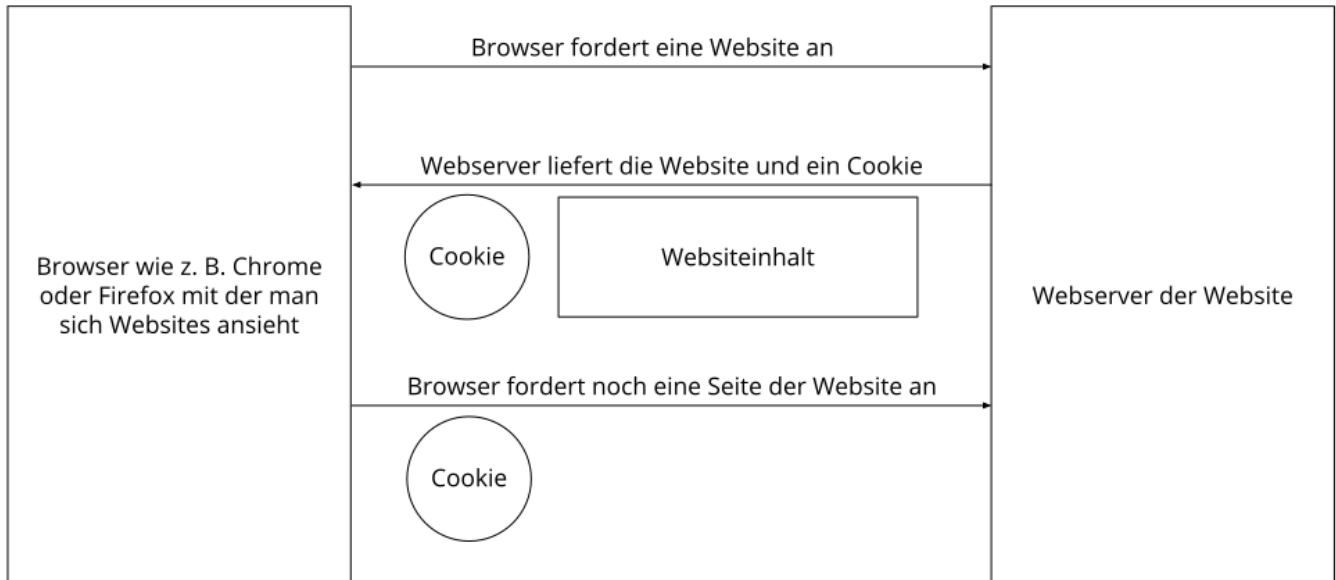 Browser fordert eine Website an
Webserver liefert die Website und ein Cookie
Cookie
Websiteinhalt
Browser wie z. B. Chrome
oder Firefox mit der man
sich Websites ansieht
Webserver der Website
Browser fordert noch eine Seite der Website an
Cookie